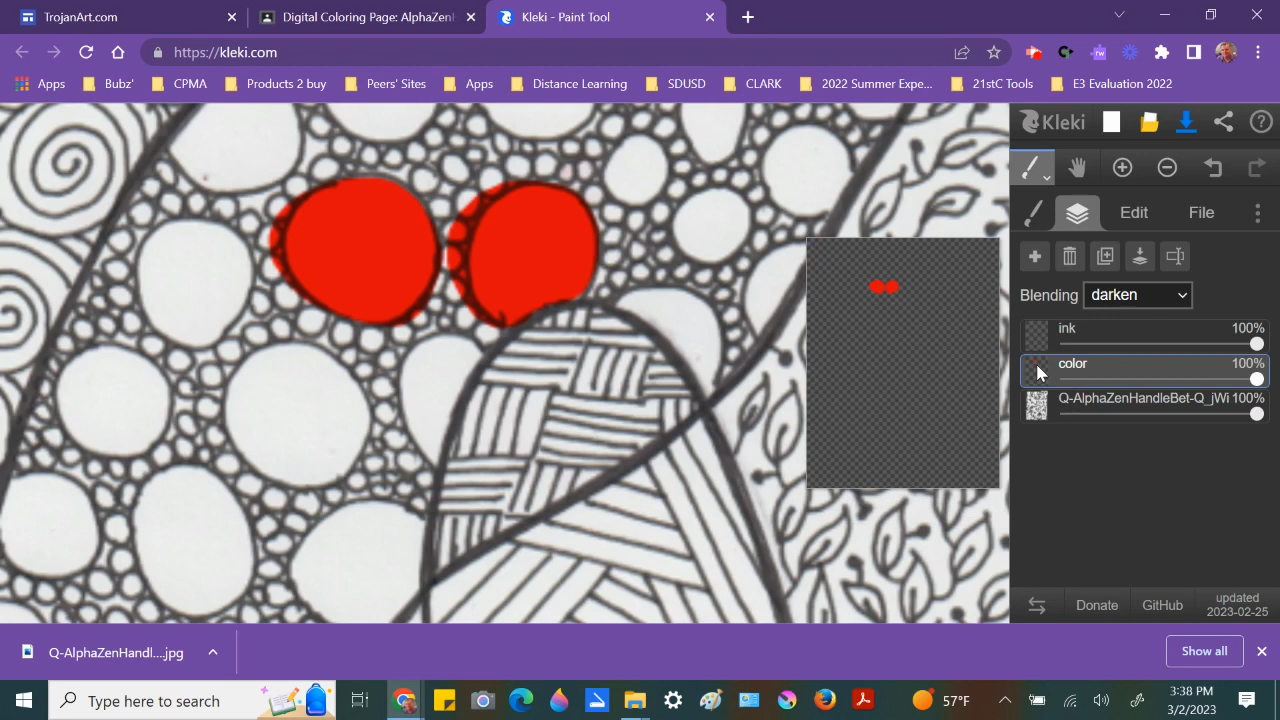 TrojanArt.com
Digital Coloring Page: AlphaZenH
Kleki - Paint Tool
https://kleki.com
Apps
Bubz'
CPMA
Products 2 buy
Peers' Sites
Apps
Distance Learning
SDUSD
CLARK
2022 Summer Expe...
21stC Tools
E3 Evaluation 2022
Kleki
Edit
File
Blending
darken
ink 100%
color 100%
Q-AlphaZenHandleBet-Q_jWi 100%
Donate
GitHub
updated
2023-02-25
Q-AlphaZenHandl....jpg
Show all
Type here to search
57°F
3:38 PM
3/2/2023